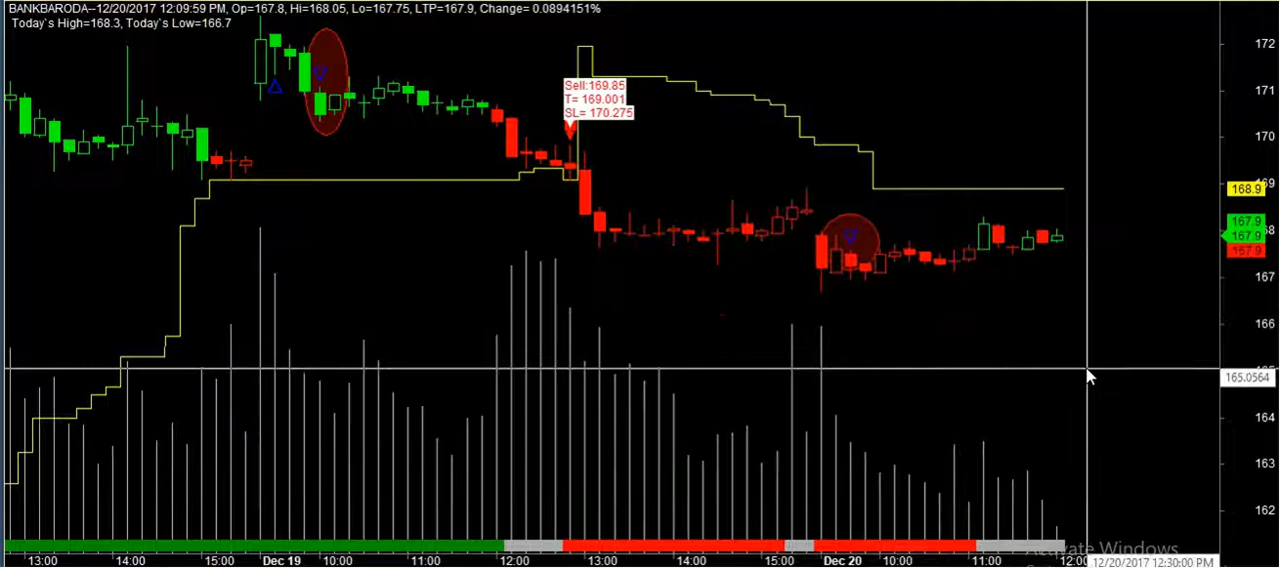 BANKBARODA--12/20/2017 12:09:59 PM, Op=167.8, Hi=168.05, Lo=167.75, LTP=167.9, Change= 0.0894151%
Today`s High=168.3, Today`s Low=166.7
172
Sell:169.85
T= 169.001
SL= 170.275
171
170
168.9
167.9
167.9
167.9
167
166
165.0564
164
163
162
Activate Windows
13:00 14:00 15:00 Dec 19 10:00 11:00 12:00 13:00 14:00 15:00 Dec 20 10:00 11:00 12:00
12/20/2017 12:30:00 PM